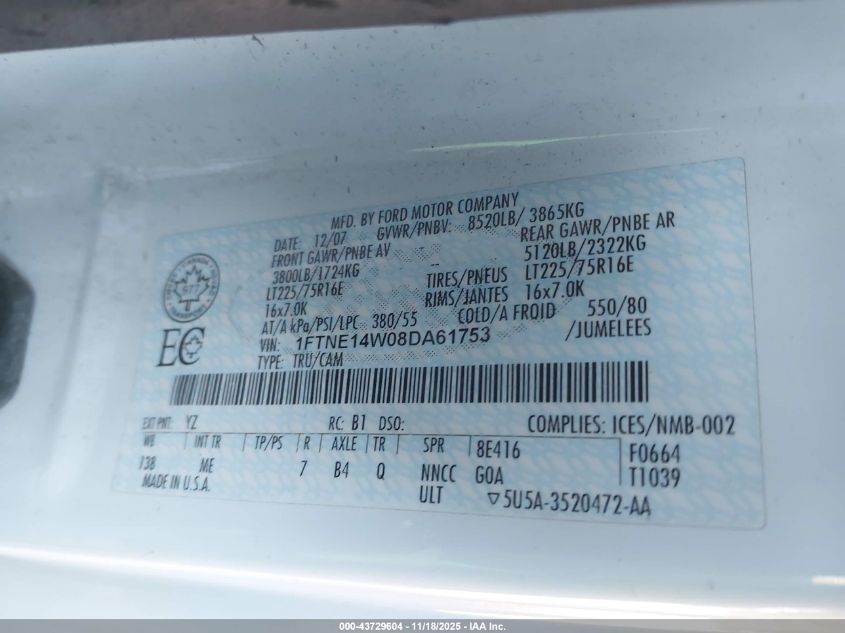 MFD. BY FORD MOTOR COMPANY
DATE: 12/07 GVWR/PNBV: 8520LB/ 3865KG
FRONT GAWR/PNBE AV REAR GAWR/PNBE AR
3800LB/1724KG 5120LB/2322KG
LT225/75R16E TIRES/PNEUS LT225/75R16E
16x7.0K RIMS/JANTES 16x7.0K
AT/A kPa/PSI/LPC 380/55 COLD/A FROID 550/80
VIN: 1FTNE14W08DA61753 /JUMELEES
TYPE: TRU/CAM
EC
EXT PNT: YZ RC: B1 DSO: COMPLIES: ICES/NMB-002
WB INT TR TP/PS R AXLE TR SPR 8E416 F0664
138 ME 7 B4 Q NNCC GOA T1039
MADE IN U.S.A. ULT ▽5U5A-3520472-AA
000-43729604 - 11/18/2025 - IAA Inc.